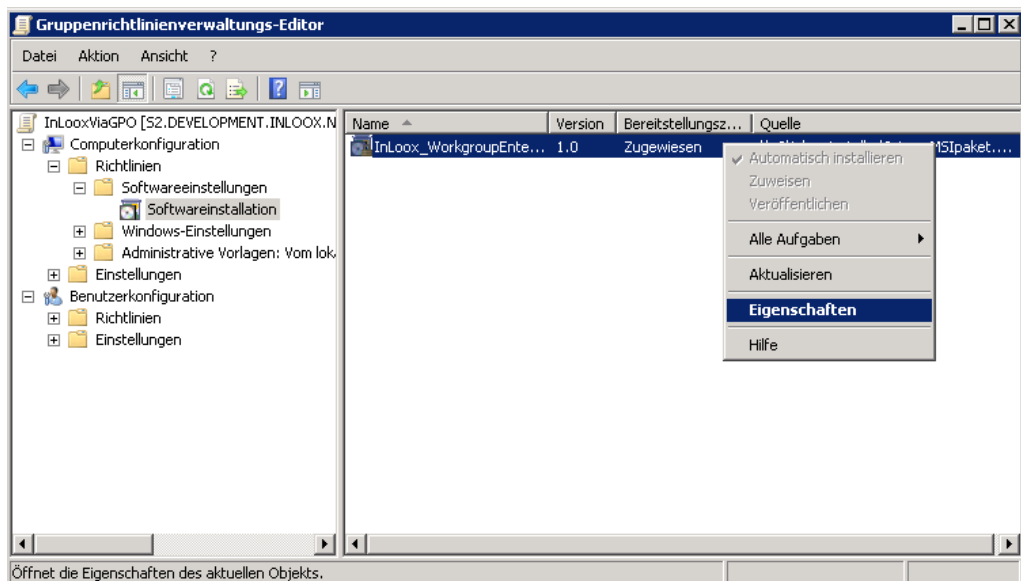 Gruppenrichtlinienverwaltungs-Editor
Datei Aktion Ansicht ?
InLooxViaGPO [S2.DEVELOPMENT.INLOOX.N
Computerkonfiguration
Richtlinien
Softwareeinstellungen
Softwareinstallation
Windows-Einstellungen
Administrative Vorlagen: Vom lok
Einstellungen
Benutzerkonfiguration
Richtlinien
Einstellungen
Name Version Bereitstellungsz... Quelle
InLoox_WorkgroupEnte... 1.0 Zugewiesen MSIpaket....
Automatisch installieren
Zuweisen
Veröffentlichen
Alle Aufgaben
Aktualisieren
Eigenschaften
Hilfe
Öffnet die Eigenschaften des aktuellen Objekts.